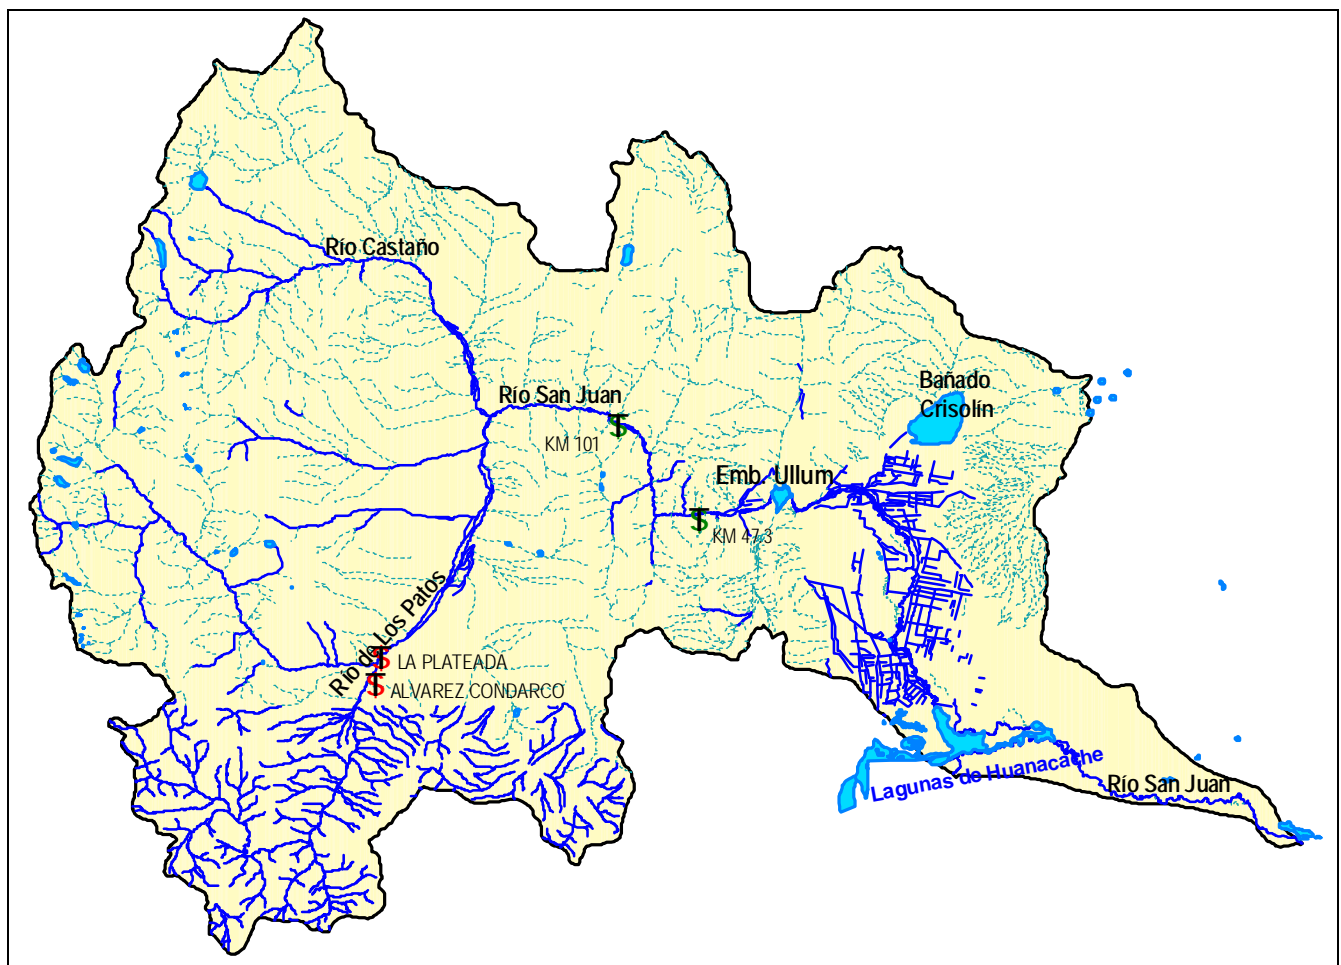 Río Castaño
Bañado
Crisolín
Río San Juan
KM 101
Emb. Ullum
KM 47.3
Río de Los Patos
LA PLATEADA
ALVAREZ CONDARCO
Lagunas de Huanacache
Río San Juan